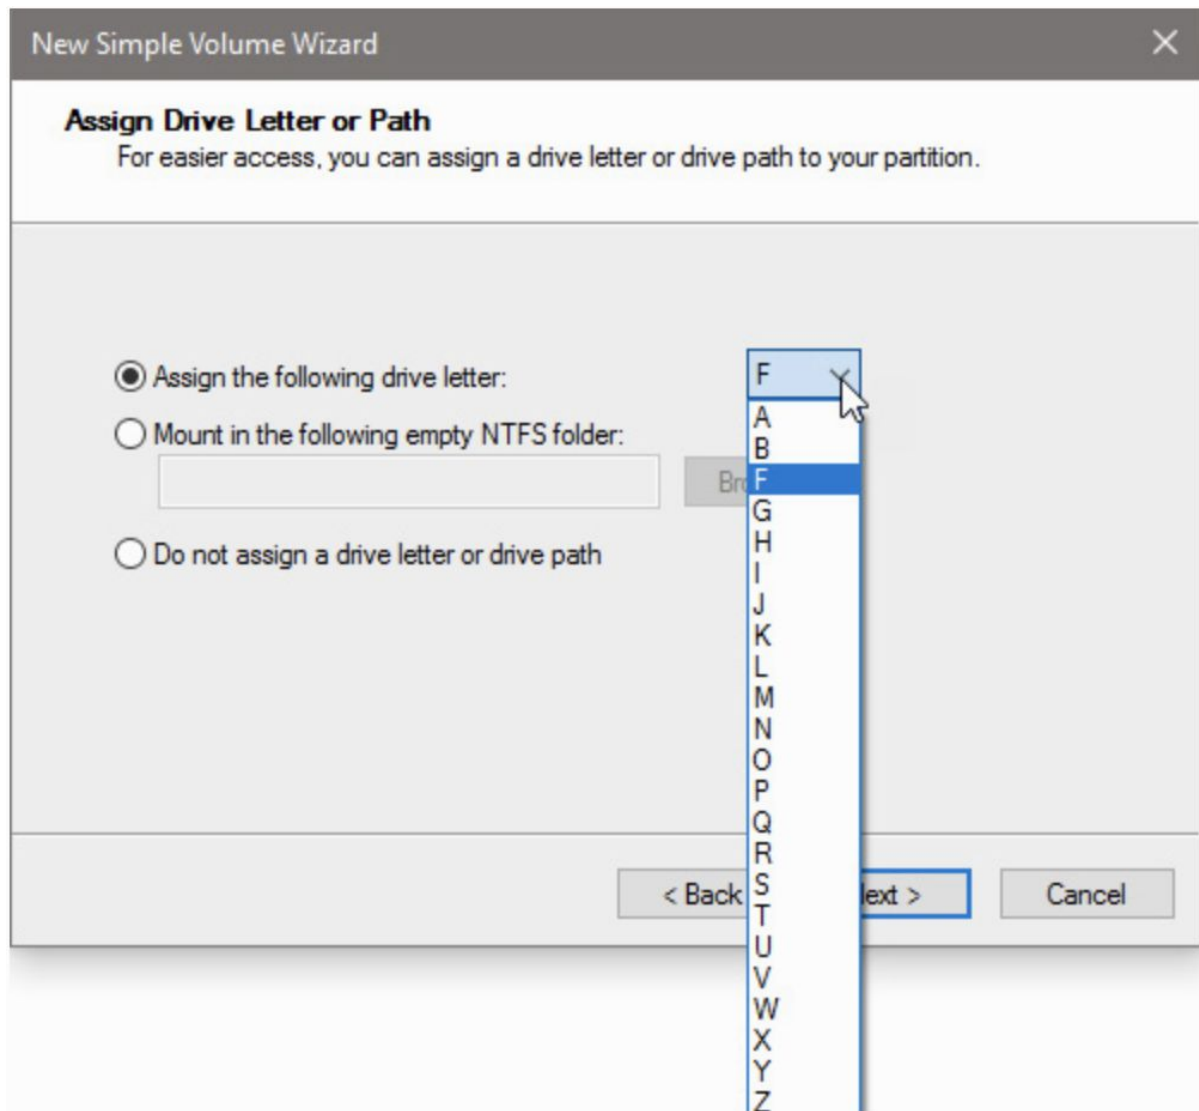 New Simple Volume Wizard
Assign Drive Letter or Path
For easier access, you can assign a drive letter or drive path to your partition.
Assign the following drive letter:
F
Mount in the following empty NTFS folder:
Do not assign a drive letter or drive path
A
B
F
G
H
I
J
K
L
M
N
O
P
Q
R
S
T
U
V
W
X
Y
Z
< Back
Cancel